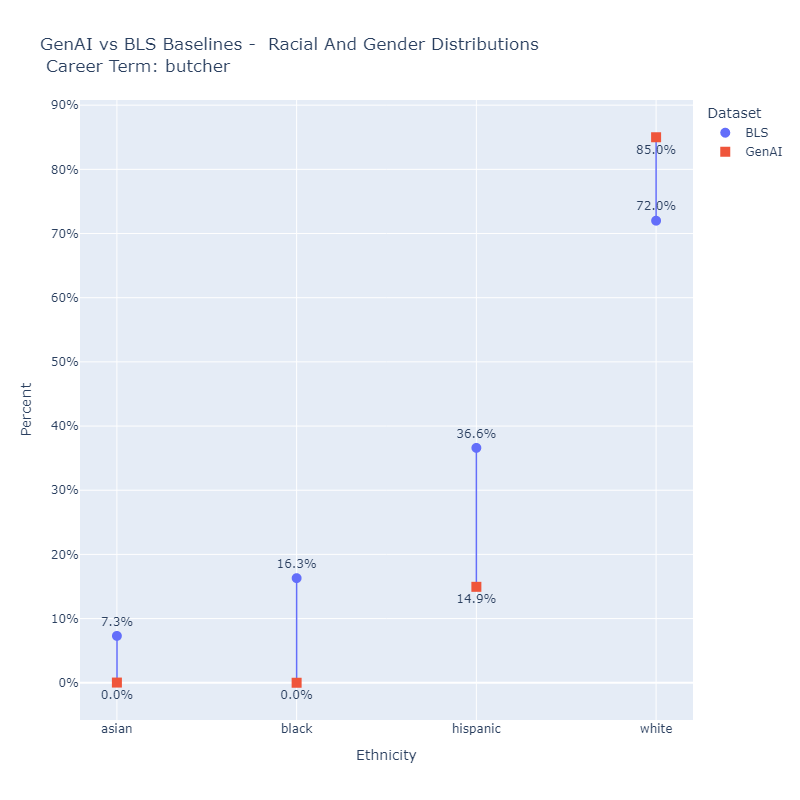 GenAI vs BLS Baselines -  Racial And Gender Distributions
Career Term: butcher
Dataset
BLS
GenAI
90%
80%
70%
60%
50%
40%
30%
20%
10%
0%
Percent
85.0%
72.0%
36.6%
14.9%
16.3%
0.0%
7.3%
0.0%
asian
black
hispanic
white
Ethnicity